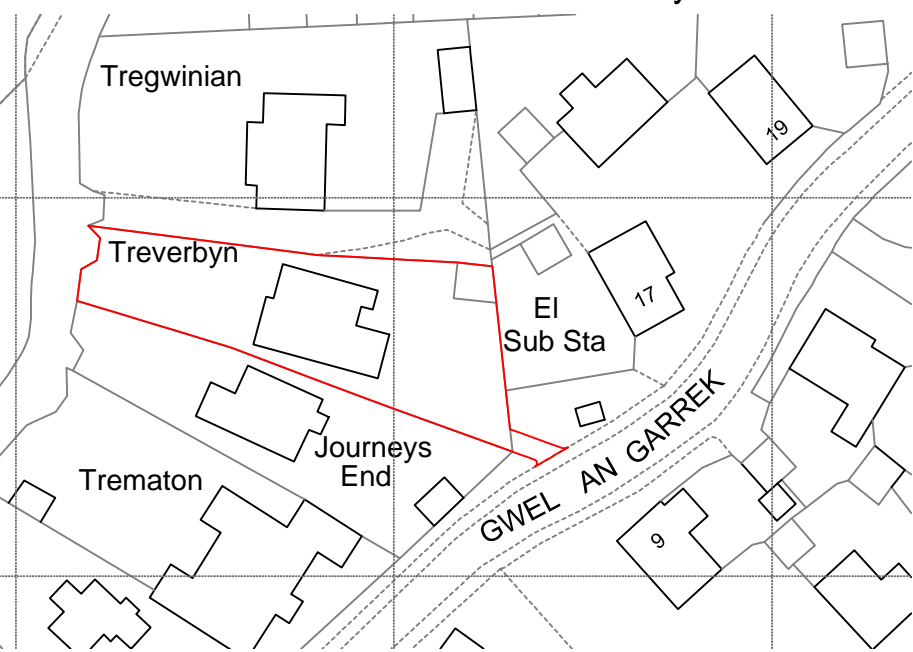 Tregwinian
19
Treverbyn
17
El
Sub Sta
Journeys
End
Trematon
GWEL AN GARREK
9